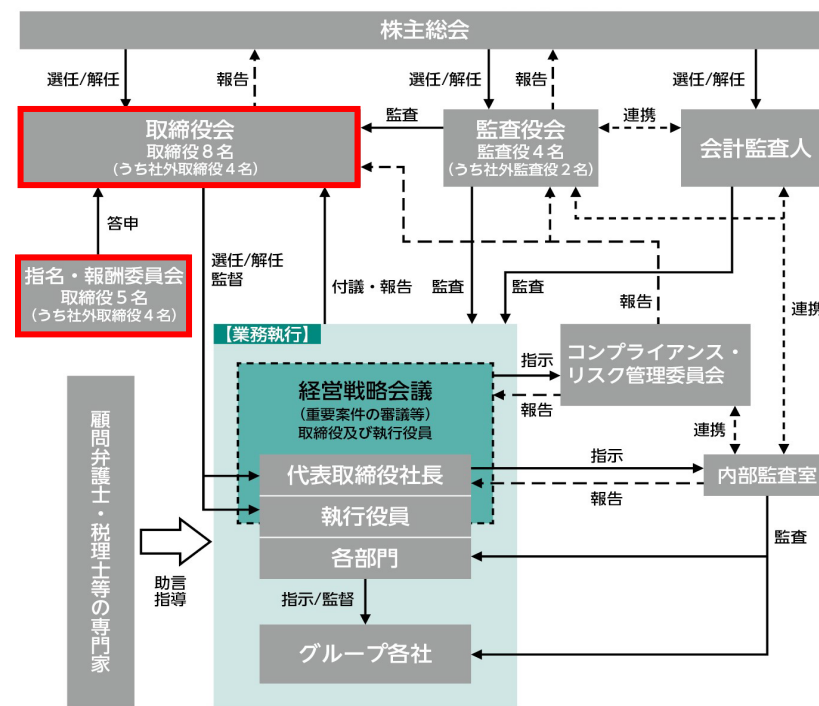 株主総会
選任/解任
報告
選任/解任
報告
選任/解任
取締役会
取締役8名
(うち社外取締役4名)
監査
監査役会
監査役4名
(うち社外監査役2名)
連携
会計監査人
答申
指名・報酬委員会
取締役5名
(うち社外取締役4名)
選任/解任
監督
付議・報告
監査
監査
報告
連携
【業務執行】
経営戦略会議
(重要案件の審議等)
取締役及び執行役員
指示
報告
コンプライアンス・
リスク管理委員会
連携
代表取締役社長
指示
報告
内部監査室
執行役員
各部門
監査
顧問弁護士・税理士等の専門家
助言
指導
指示/監督
グループ各社